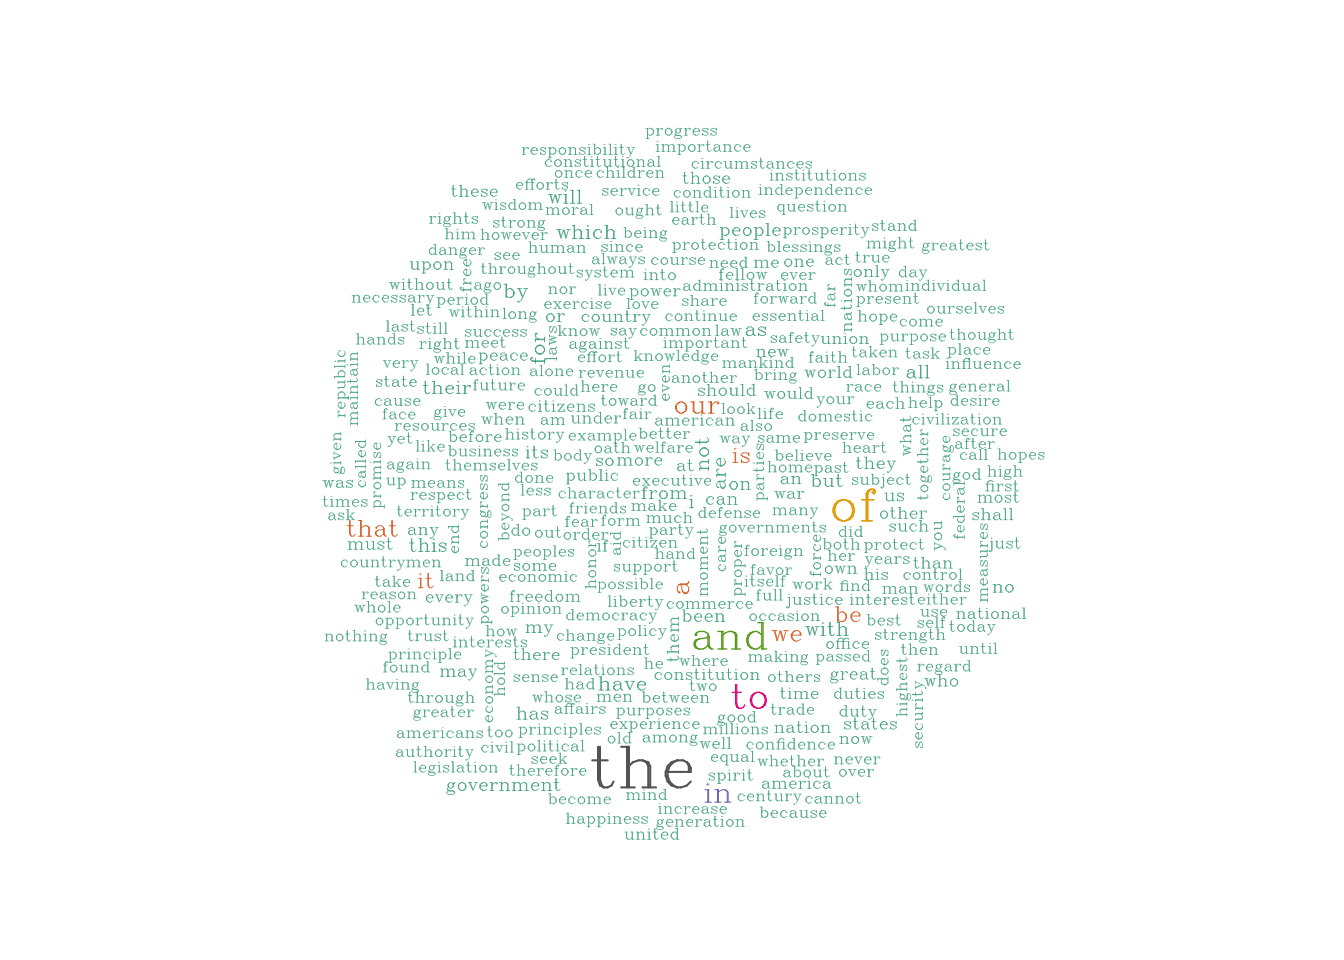 progress
responsibility importance
constitutional circumstances
once children those institutions
these efforts will service condition independence
wisdom moral ought little lives question
rights strong earth
him however which being people prosperity stand
danger see human since protection blessings might greatest
upon free throughout system always course need me one act true
into fellow ever only day
without ago by nor live power administration far nations whom individual
necessary period exercise love share forward present
let within long or country continue essential hope ourselves
last still success for laws know say common law as safety union come purpose thought
hands right meet against important
republic maintain very while peace effort knowledge mankind new faith taken task place
local action alone revenue another bring world labor all influence
state their future could here go even should would your race things general
cause face give were citizens toward fair our look life domestic each help desire
resources when am under american also civilization
given called promise yet like before history example better not way same preserve heart what together courage secure
business its body oath welfare are is parties believe after
again themselves so more at home past they call hopes
was up means done public executive on an but subject god high
times respect less character from i can war of us federal first most
ask territory part friends make defense many other shall
that any end congress beyond do out fear form much party governments did such you
must this order if citizen both protect measures just
countrymen made peoples honor aid hand moment care proper foreign force her years than
take it land powers economic some support favor own his control
reason every freedom possible a itself work find man words no
whole opinion liberty commerce full justice interest either
opportunity democracy been occasion be best use self national
nothing trust how my change policy them and we with office strength today
interests
principle there president where making passed does then until
found may economy hold sense relations he constitution others great highest security regard who
having had have two
through whose men between to time duties
greater has affairs purposes good trade duty
americans too principles experience millions nation states
authority civil political old among well confidence now
legislation therefore seek the equal whether never
government spirit about over
become mind in america century cannot
increase because
happiness generation
united